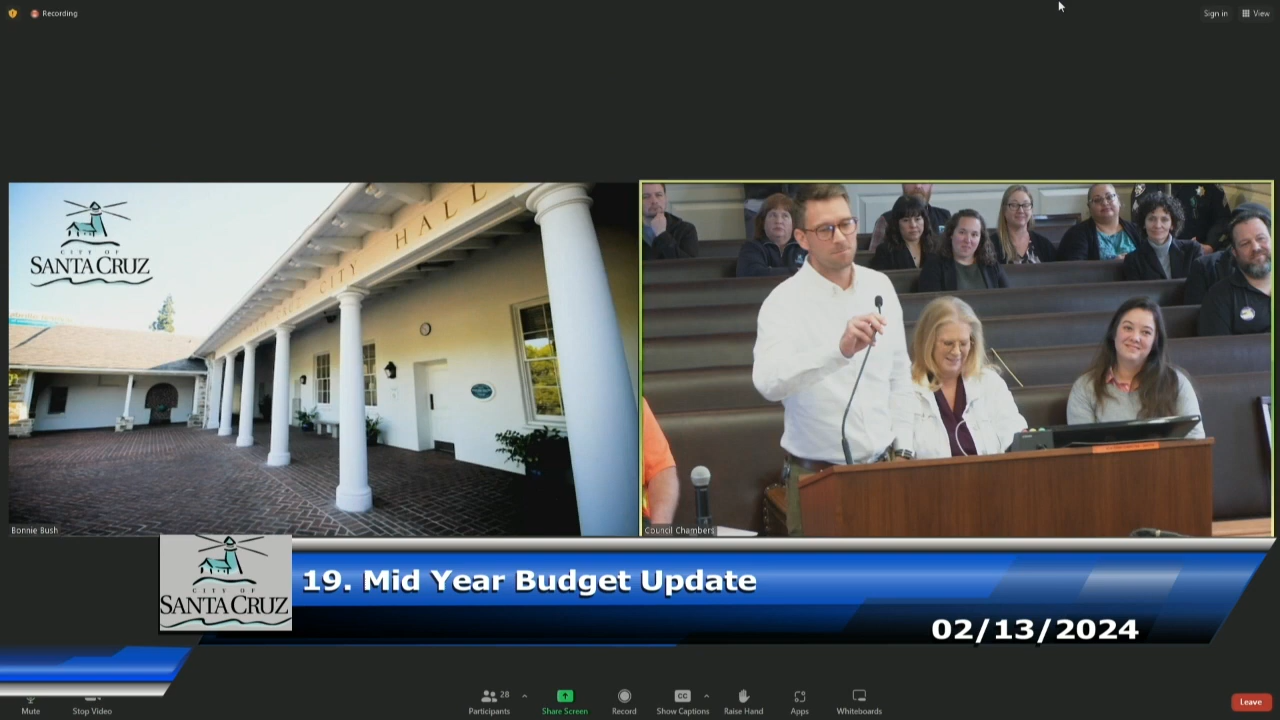 Recording
Sign in
View
CITY OF
SANTA CRUZ
CITY HALL
Bonnie Bush
Council Chambers
CITY OF
SANTA CRUZ
19. Mid Year Budget Update
02/13/2024
Mute
Stop Video
28
Participants
Share Screen
Record
CC
Show Captions
Raise Hand
Apps
Whiteboards
Leave